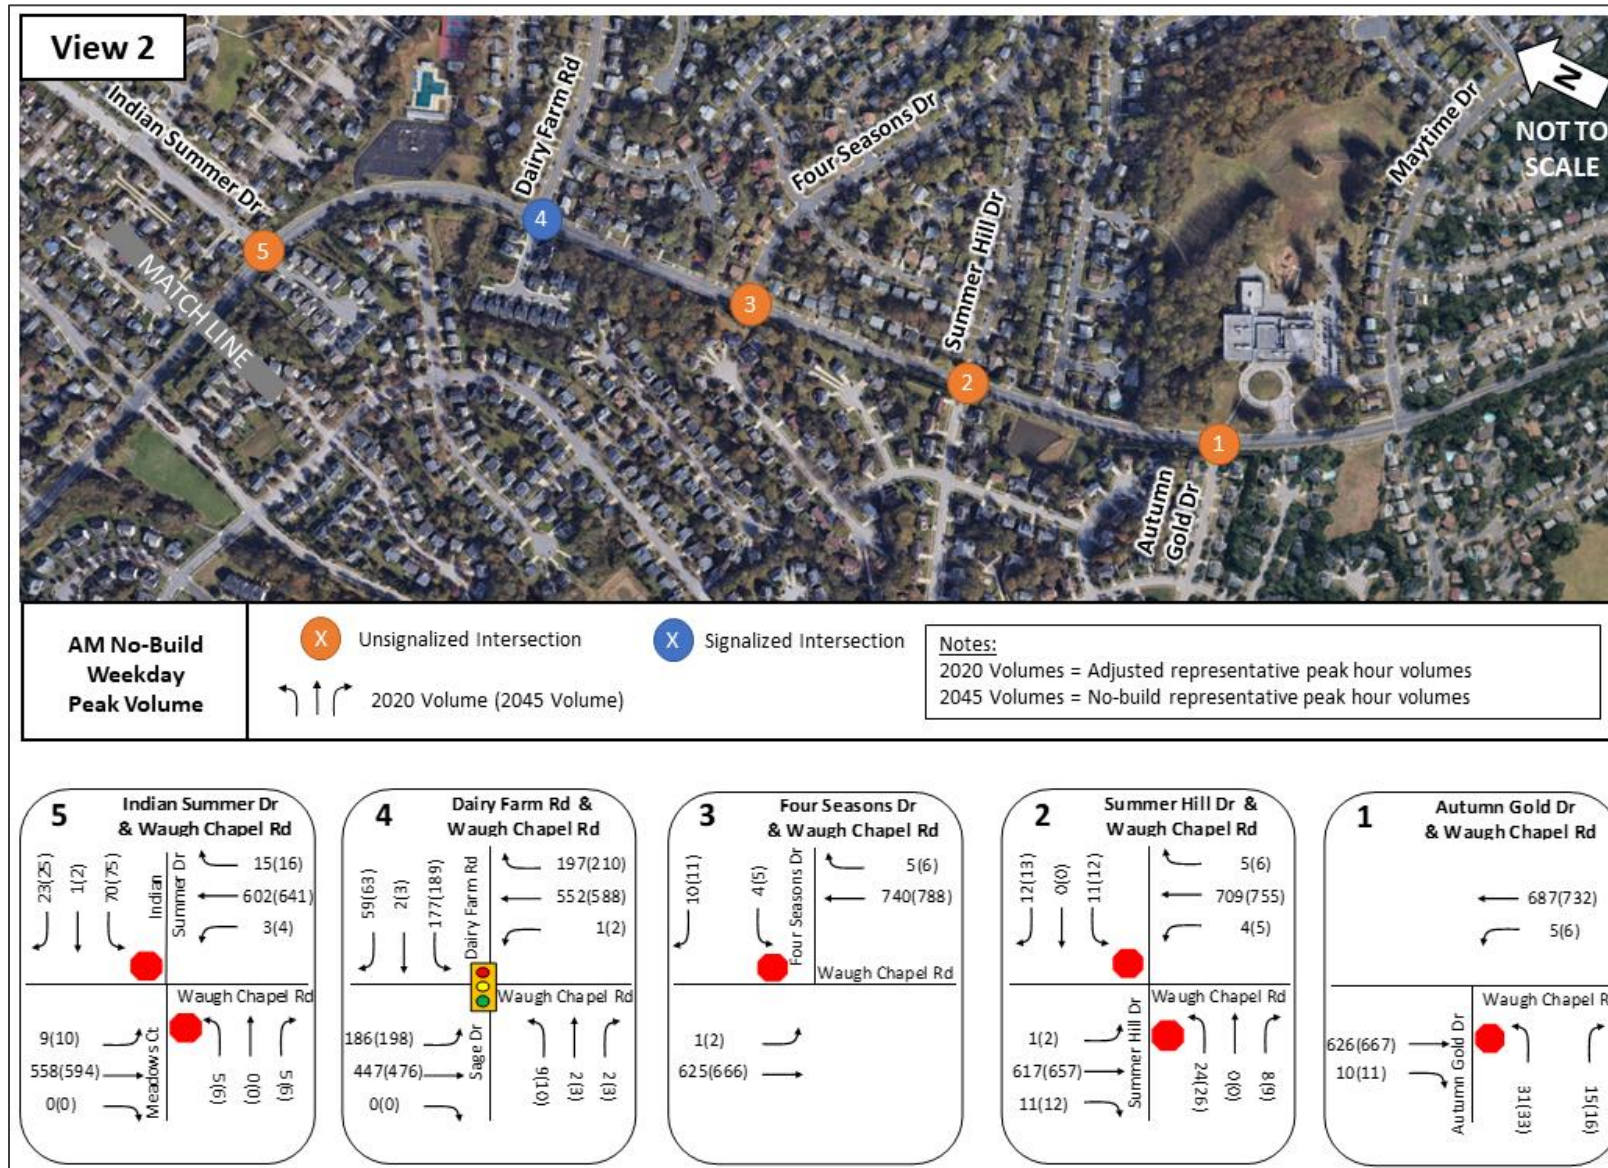 View 2
Indian Summer Dr
Dairy Farm Rd
Four Seasons Dr
Summer Hill Dr
Maytime Dr
N
NOT TO
SCALE
MATCH LINE
Autumn
Gold Dr
5
4
3
2
1
AM No-Build
Weekday
Peak Volume
X Unsignalized Intersection
X Signalized Intersection
2020 Volume (2045 Volume)
Notes:
2020 Volumes = Adjusted representative peak hour volumes
2045 Volumes = No-build representative peak hour volumes
5
Indian Summer Dr
& Waugh Chapel Rd
23(25)
1(2)
70(75)
Indian
Summer Dr
15(16)
602(641)
3(4)
Waugh Chapel Rd
9(10)
558(594)
0(0)
Meadows Ct
5(6)
0(0)
5(6)
4
Dairy Farm Rd &
Waugh Chapel Rd
59(63)
2(3)
177(189)
Dairy Farm Rd
197(210)
552(588)
1(2)
Waugh Chapel Rd
186(198)
447(476)
0(0)
Sage Dr
9(10)
2(3)
2(3)
3
Four Seasons Dr
& Waugh Chapel Rd
10(11)
4(5)
Four Seasons Dr
5(6)
740(788)
Waugh Chapel Rd
1(2)
625(666)
2
Summer Hill Dr &
Waugh Chapel Rd
12(13)
0(0)
11(12)
5(6)
709(755)
4(5)
Waugh Chapel Rd
1(2)
617(657)
11(12)
Summer Hill Dr
24(26)
0(0)
8(9)
1
Autumn Gold Dr
& Waugh Chapel Rd
687(732)
5(6)
Waugh Chapel R
626(667)
10(11)
Autumn Gold Dr
31(33)
15(16)